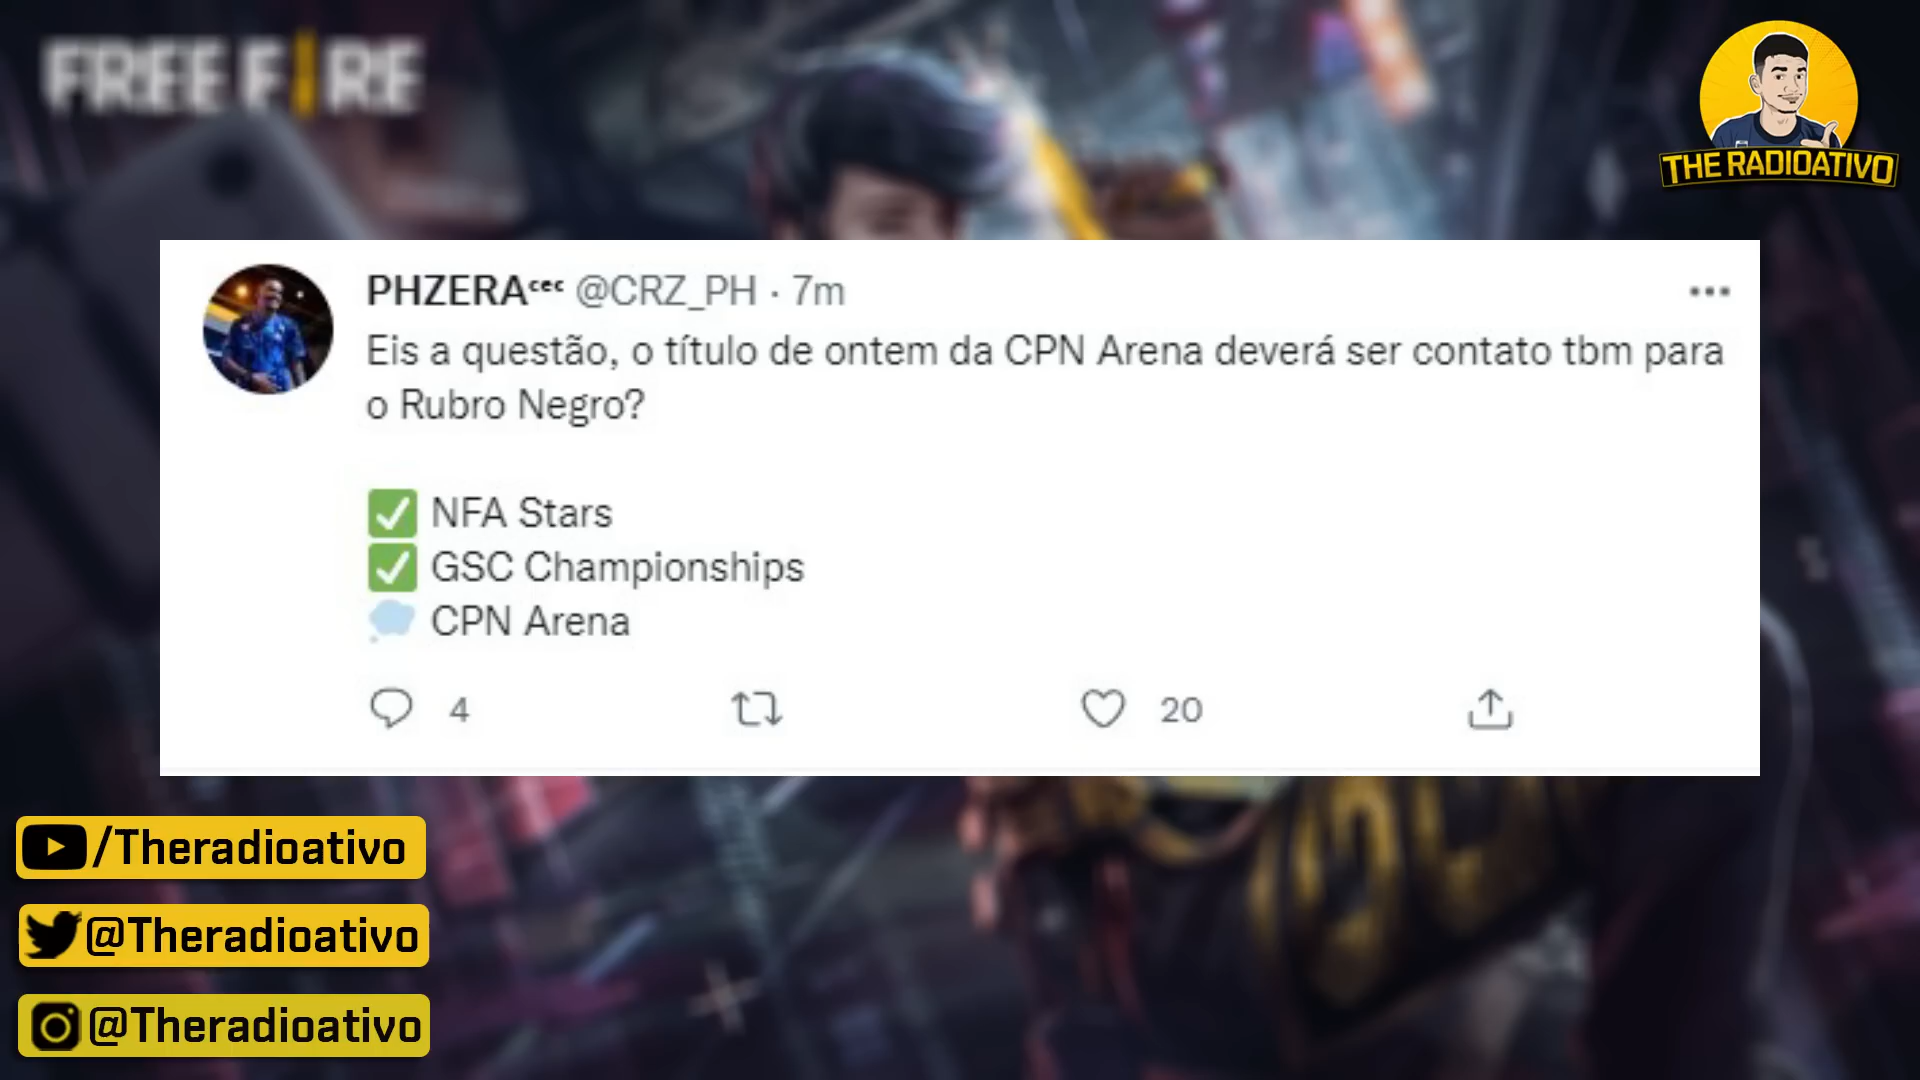 FREE FIRE
THE RADIOATIVO
PHZERAᶜᵉᶜ @CRZ_PH · 7m
Eis a questão, o título de ontem da CPN Arena deverá ser contato tbm para
o Rubro Negro?
✅ NFA Stars
✅ GSC Championships
💭 CPN Arena
4
20
/Theradioativo
@Theradioativo
@Theradioativo